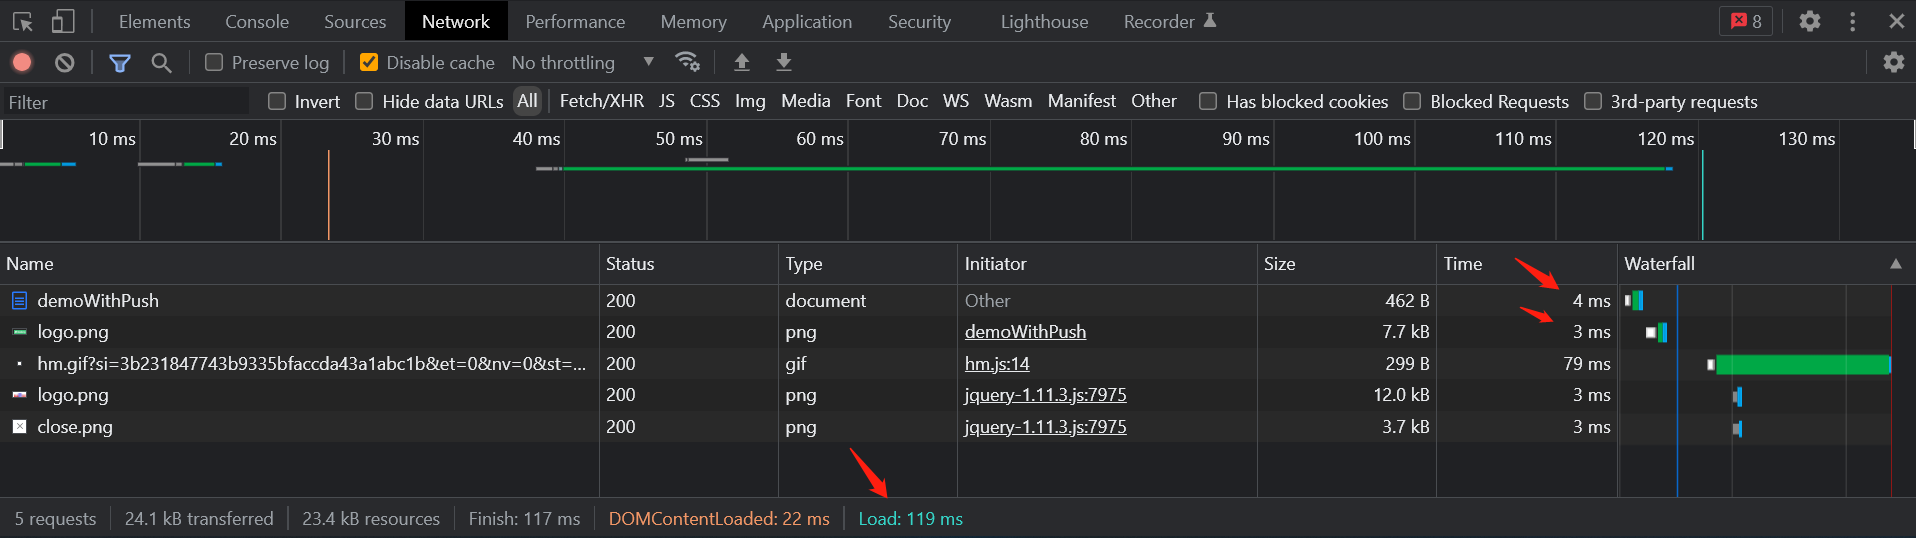 Elements Console Sources Network Performance Memory Application Security Lighthouse Recorder 8
Preserve log Disable cache No throttling
Filter Invert Hide data URLs All Fetch/XHR JS CSS Img Media Font Doc WS Wasm Manifest Other Has blocked cookies Blocked Requests 3rd-party requests
10 ms 20 ms 30 ms 40 ms 50 ms 60 ms 70 ms 80 ms 90 ms 100 ms 110 ms 120 ms 130 ms
Name Status Type Initiator Size Time Waterfall
demoWithPush 200 document Other 462 B 4 ms
logo.png 200 png demoWithPush 7.7 kB 3 ms
hm.gif?si=3b231847743b9335bfaccda43a1abc1b&et=0&nv=0&st=... 200 gif hm.js:14 299 B 79 ms
logo.png 200 png jquery-1.11.3.js:7975 12.0 kB 3 ms
close.png 200 png jquery-1.11.3.js:7975 3.7 kB 3 ms
5 requests 24.1 kB transferred 23.4 kB resources Finish: 117 ms DOMContentLoaded: 22 ms Load: 119 ms